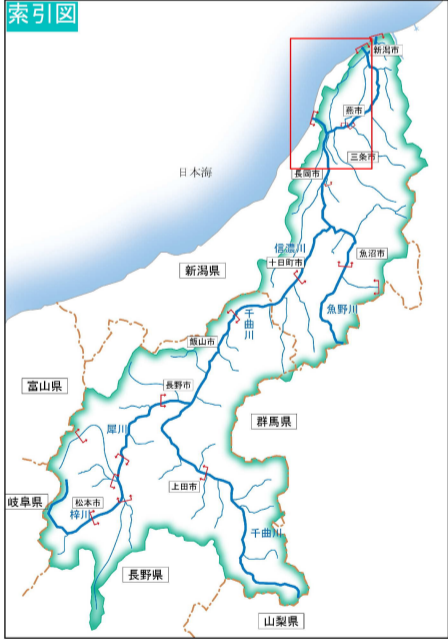 索引図
新潟市
燕市
三条市
日本海
長岡市
信濃川
魚沼市
十日町市
新潟県
魚野川
千曲川
飯山市
富山県
長野市
群馬県
犀川
上田市
岐阜県
松本市
梓川
千曲川
長野県
山梨県